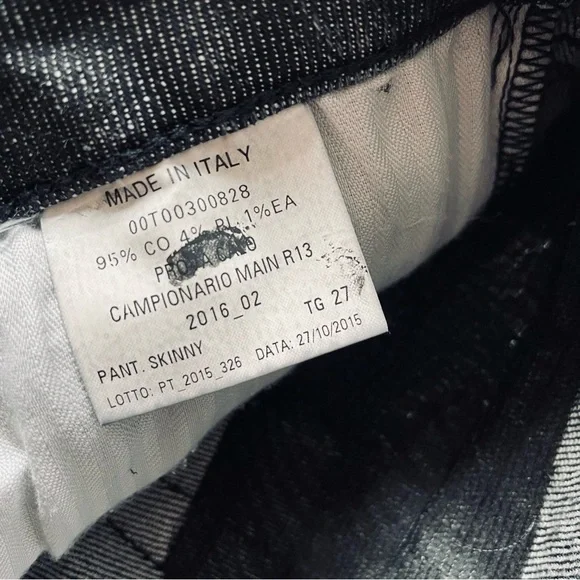 MADE IN ITALY
00T00300828
95% CO 4% PL 1%EA
CAMPIONARIO MAIN R13
2016_02
PANT. SKINNY TG 27
LOTTO: PT_2015_326 DATA: 27/10/2015